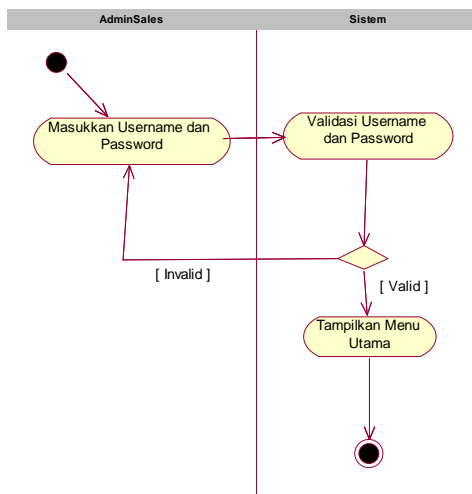 AdminSales
Sistem
Masukkan Username dan
Password
Validasi Username
dan Password
[ Invalid ]
[ Valid ]
Tampilkan Menu
Utama